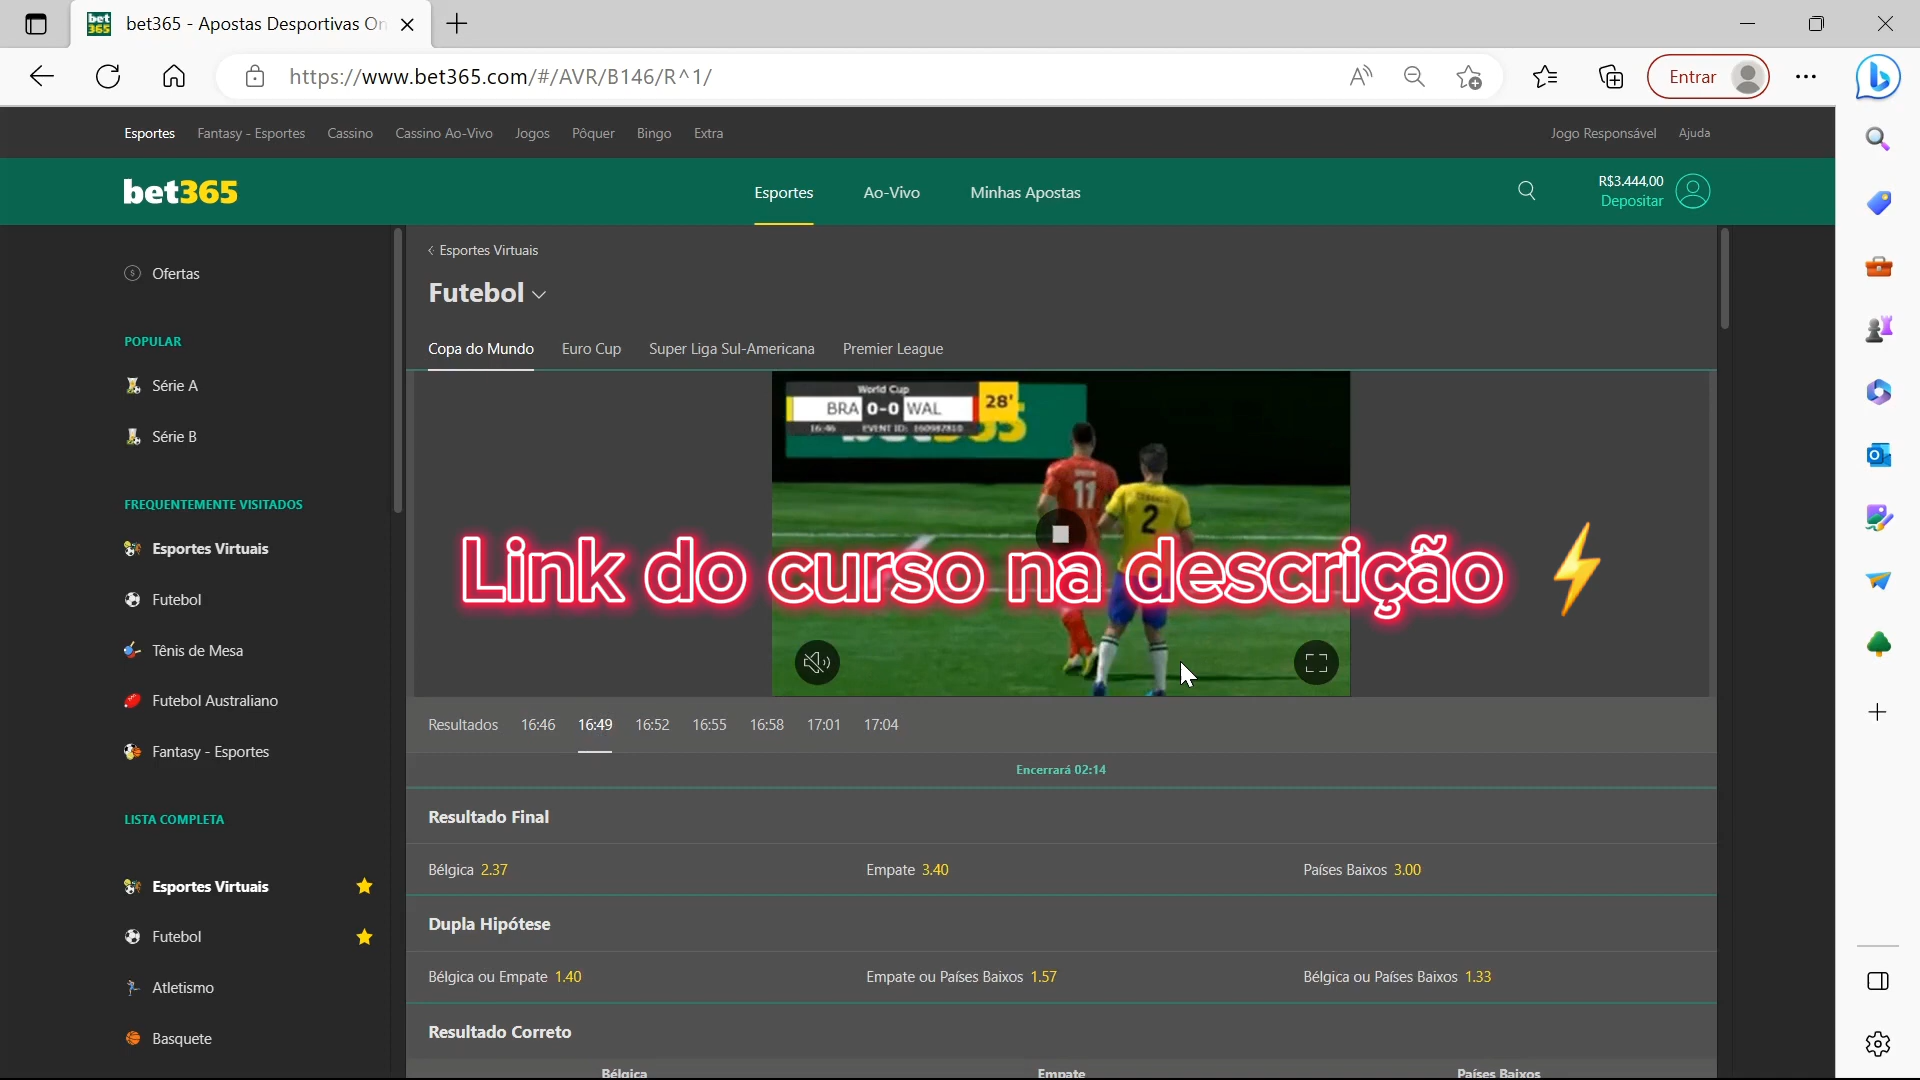 bet365 - Apostas Desportivas On
https://www.bet365.com/#/AVR/B146/R^1/
Entrar
Esportes Fantasy - Esportes Cassino Cassino Ao-Vivo Jogos Pôquer Bingo Extra Jogo Responsável Ajuda
bet365
Esportes Ao-Vivo Minhas Apostas
R$3.444,00
Depositar
Ofertas
POPULAR
Série A
Série B
FREQUENTEMENTE VISITADOS
Esportes Virtuais
Futebol
Tênis de Mesa
Futebol Australiano
Fantasy - Esportes
LISTA COMPLETA
Esportes Virtuais
Futebol
Atletismo
Basquete
Esportes Virtuais
Futebol
Copa do Mundo Euro Cup Super Liga Sul-Americana Premier League
World Cup
BRA 0-0 WAL 28'
16:46 EVENT ID: 160987810
11
2
Link do curso na descrição ⚡
Resultados 16:46 16:49 16:52 16:55 16:58 17:01 17:04
Encerrará 02:14
Resultado Final
Bélgica 2.37 Empate 3.40 Países Baixos 3.00
Dupla Hipótese
Bélgica ou Empate 1.40 Empate ou Países Baixos 1.57 Bélgica ou Países Baixos 1.33
Resultado Correto
Bélgica Empate Países Baixos